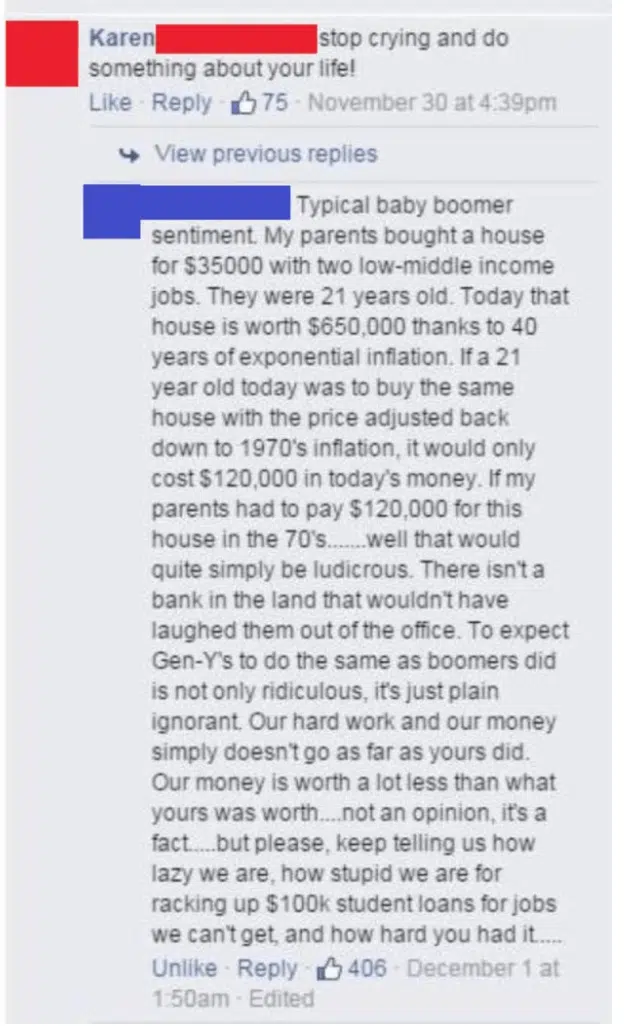 Karen stop crying and do
something about your life!
Like · Reply · 75 · November 30 at 4:39pm
View previous replies
Typical baby boomer
sentiment. My parents bought a house
for $35000 with two low-middle income
jobs. They were 21 years old. Today that
house is worth $650,000 thanks to 40
years of exponential inflation. If a 21
year old today was to buy the same
house with the price adjusted back
down to 1970's inflation, it would only
cost $120,000 in today's money. If my
parents had to pay $120,000 for this
house in the 70's.......well that would
quite simply be ludicrous. There isn't a
bank in the land that wouldn't have
laughed them out of the office. To expect
Gen-Y's to do the same as boomers did
is not only ridiculous, it's just plain
ignorant. Our hard work and our money
simply doesn't go as far as yours did.
Our money is worth a lot less than what
yours was worth....not an opinion, it's a
fact.....but please, keep telling us how
lazy we are, how stupid we are for
racking up $100k student loans for jobs
we can't get, and how hard you had it.....
Unlike · Reply · 406 · December 1 at
1:50am · Edited